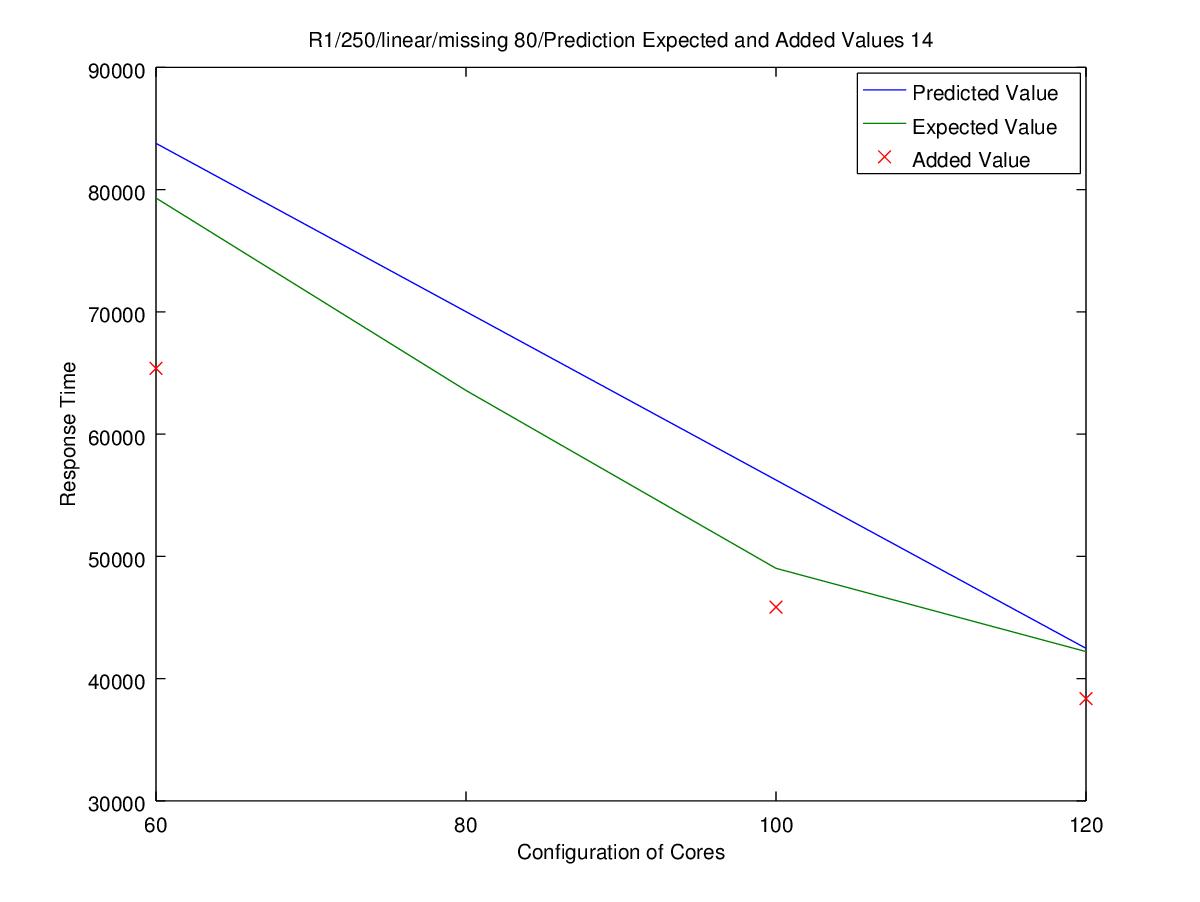 R1/250/linear/missing 80/Prediction Expected and Added Values 14
90000
80000
70000
60000
50000
40000
30000
60
80
100
120
Response Time
Configuration of Cores
Predicted Value
Expected Value
Added Value